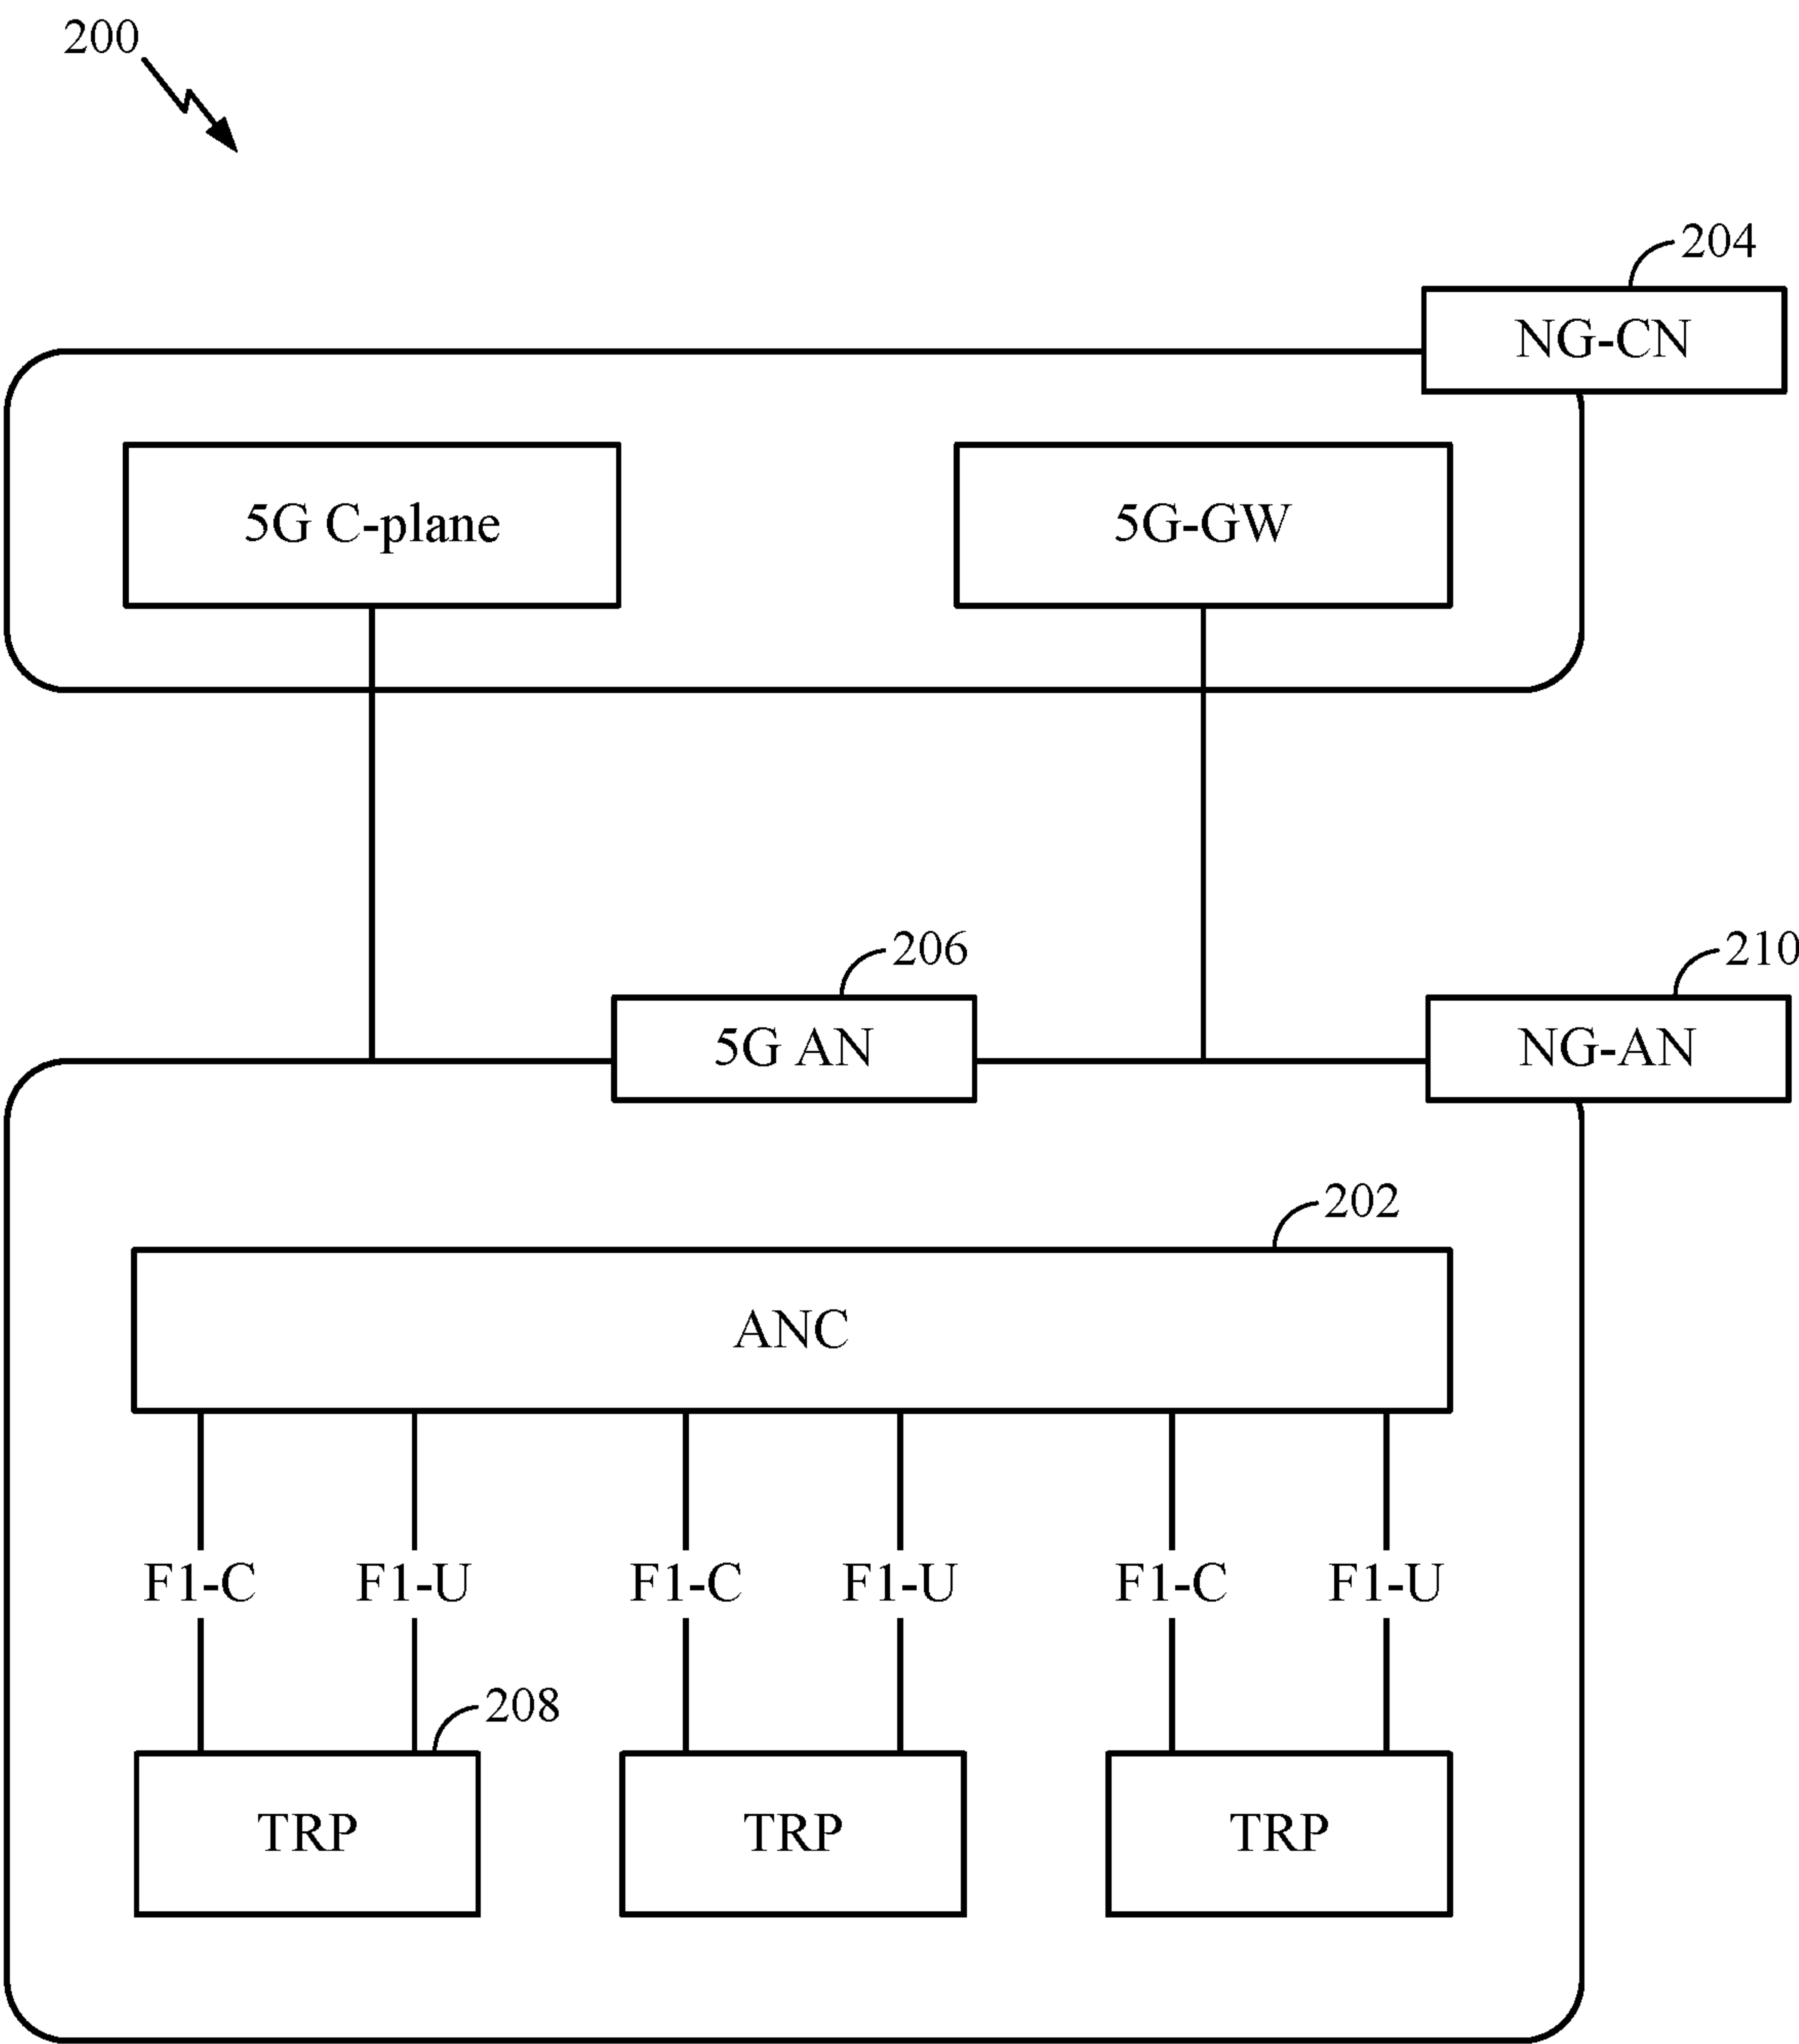 200
204
NG-CN
5G C-plane
5G-GW
206
210
5G AN
NG-AN
202
ANC
F1-C
F1-U
F1-C
F1-U
F1-C
F1-U
208
TRP
TRP
TRP